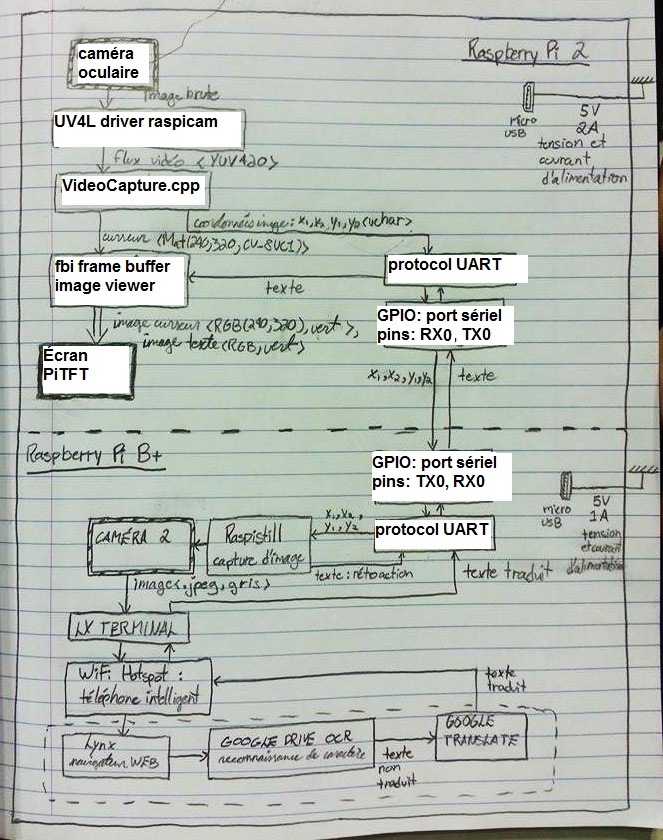 caméra
oculaire
Raspberry Pi 2
image brute
micro
USB
5V
2A
tension et
courant
d'alimentation
UV4L driver raspicam
flux vidéo <YUV420>
VideoCapture.cpp
coordonnées image: x1,x2,y1,y2 (uchar)
curseur <Mat(240,320,CV_8UC1)>
fbi frame buffer
image viewer
texte
protocol UART
GPIO: port sériel
pins: RX0, TX0
image curseur <RGB(240,320),vert>,
image texte <RGB,vert>
Écran
PiTFT
x1,x2,y1,y2
texte
Raspberry Pi B+
GPIO: port sériel
pins: TX0, RX0
micro
USB
5V
1A
tension
et courant
d'alimentation
CAMÉRA 2
Raspistill
capture d'image
x1,x2,
y1,y2
protocol UART
texte: rétroaction
texte traduit
image <.jpeg,gris>
LX TERMINAL
WiFi Hotspot :
téléphone intelligent
texte
traduit
Lynx
navigateur WEB
GOOGLE DRIVE OCR
reconnaissance de caractère
texte
non
traduit
GOOGLE
TRANSLATE